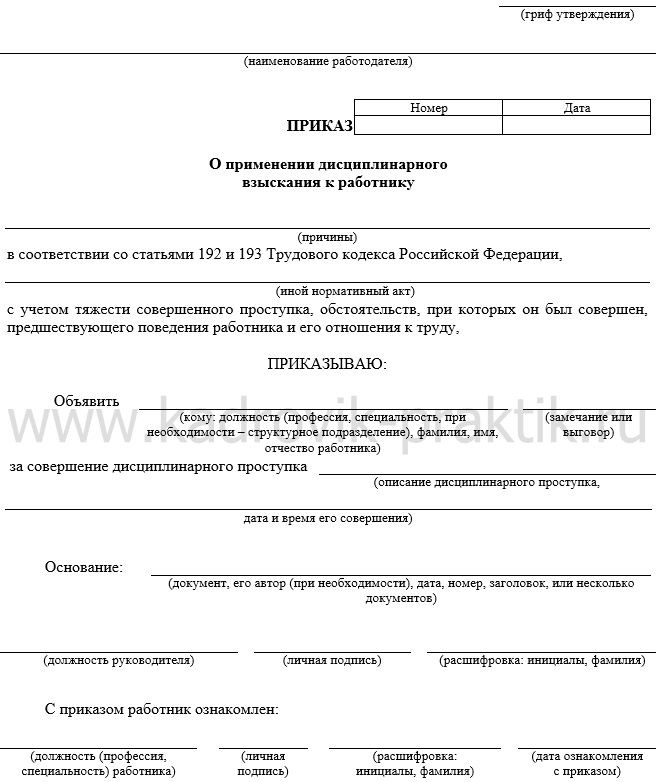 (гриф утверждения)
(наименование работодателя)
Номер Дата
ПРИКАЗ
О применении дисциплинарного
взыскания к работнику
(причины)
в соответствии со статьями 192 и 193 Трудового кодекса Российской Федерации,
(иной нормативный акт)
с учетом тяжести совершенного проступка, обстоятельств, при которых он был совершен,
предшествующего поведения работника и его отношения к труду,
ПРИКАЗЫВАЮ:
Объявить
(кому: должность (профессия, специальность, при (замечание или
необходимости – структурное подразделение), фамилия, имя, выговор)
отчество работника)
www.kadrovik-praktik.ru
за совершение дисциплинарного проступка
(описание дисциплинарного проступка,
дата и время его совершения)
Основание:
(документ, его автор (при необходимости), дата, номер, заголовок, или несколько
документов)
(должность руководителя) (личная подпись) (расшифровка: инициалы, фамилия)
С приказом работник ознакомлен:
(должность (профессия, (личная (расшифровка: (дата ознакомления
специальность) работника) подпись) инициалы, фамилия) с приказом)